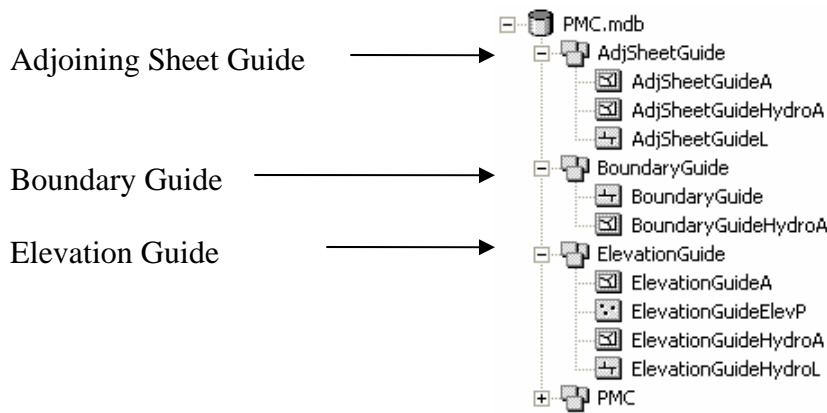 PMC.mdb
Adjoining Sheet Guide
AdjSheetGuide
AdjSheetGuideA
AdjSheetGuideHydroA
AdjSheetGuideL
Boundary Guide
BoundaryGuide
BoundaryGuide
BoundaryGuideHydroA
Elevation Guide
ElevationGuide
ElevationGuideA
ElevationGuideElevP
ElevationGuideHydroA
ElevationGuideHydroL
PMC